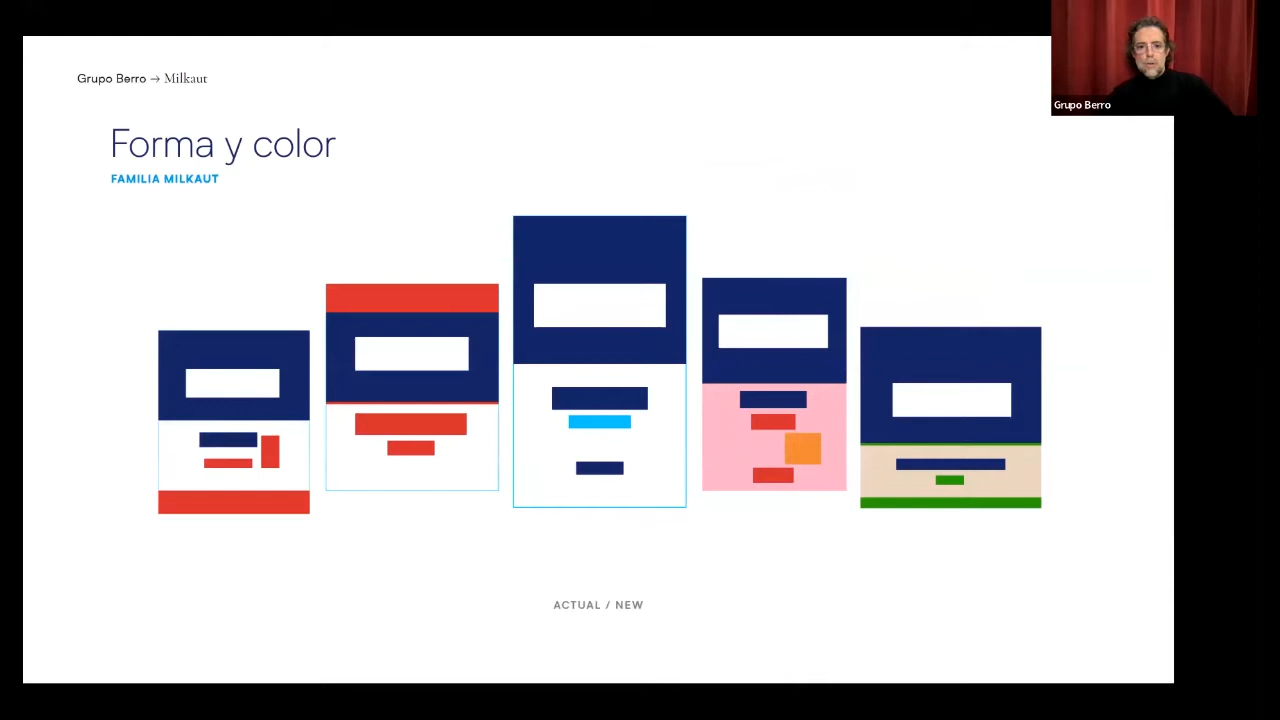 Grupo Berro → Milkaut
Grupo Berro
Forma y color
FAMILIA MILKAUT
ACTUAL / NEW